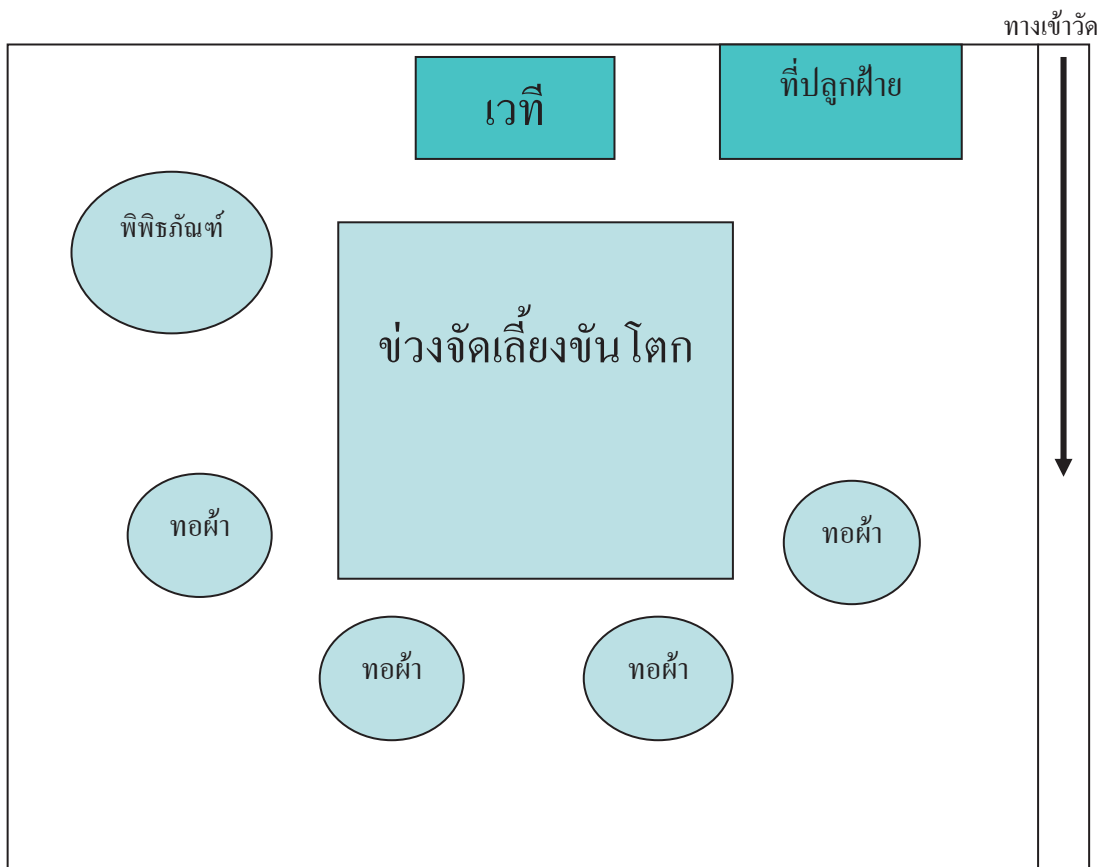 ทางเข้าวัด
เวที
ที่ปลูกฝ้าย
พิพิธภัณฑ์
ข่วงจัดเลี้ยงขันโตก
ทอผ้า
ทอผ้า
ทอผ้า
ทอผ้า